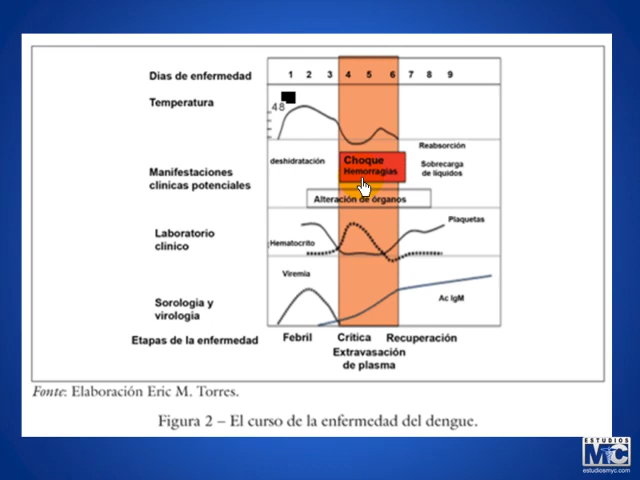 Días de enfermedad 1 2 3 4 5 6 7 8 9
Temperatura
48
Reabsorción
deshidratación
Choque
Hemorragias
Sobrecarga
de líquidos
Manifestaciones
clínicas potenciales
Alteración de órganos
Plaquetas
Laboratorio
clínico
Hematocrito
Viremia
Ac IgM
Sorología y
virología
Etapas de la enfermedad
Febril Crítica Recuperación
Extravasación
de plasma
Fonte: Elaboración Eric M. Torres.
Figura 2 – El curso de la enfermedad del dengue.
ESTUDIOS
MYC
estudiosmyc.com